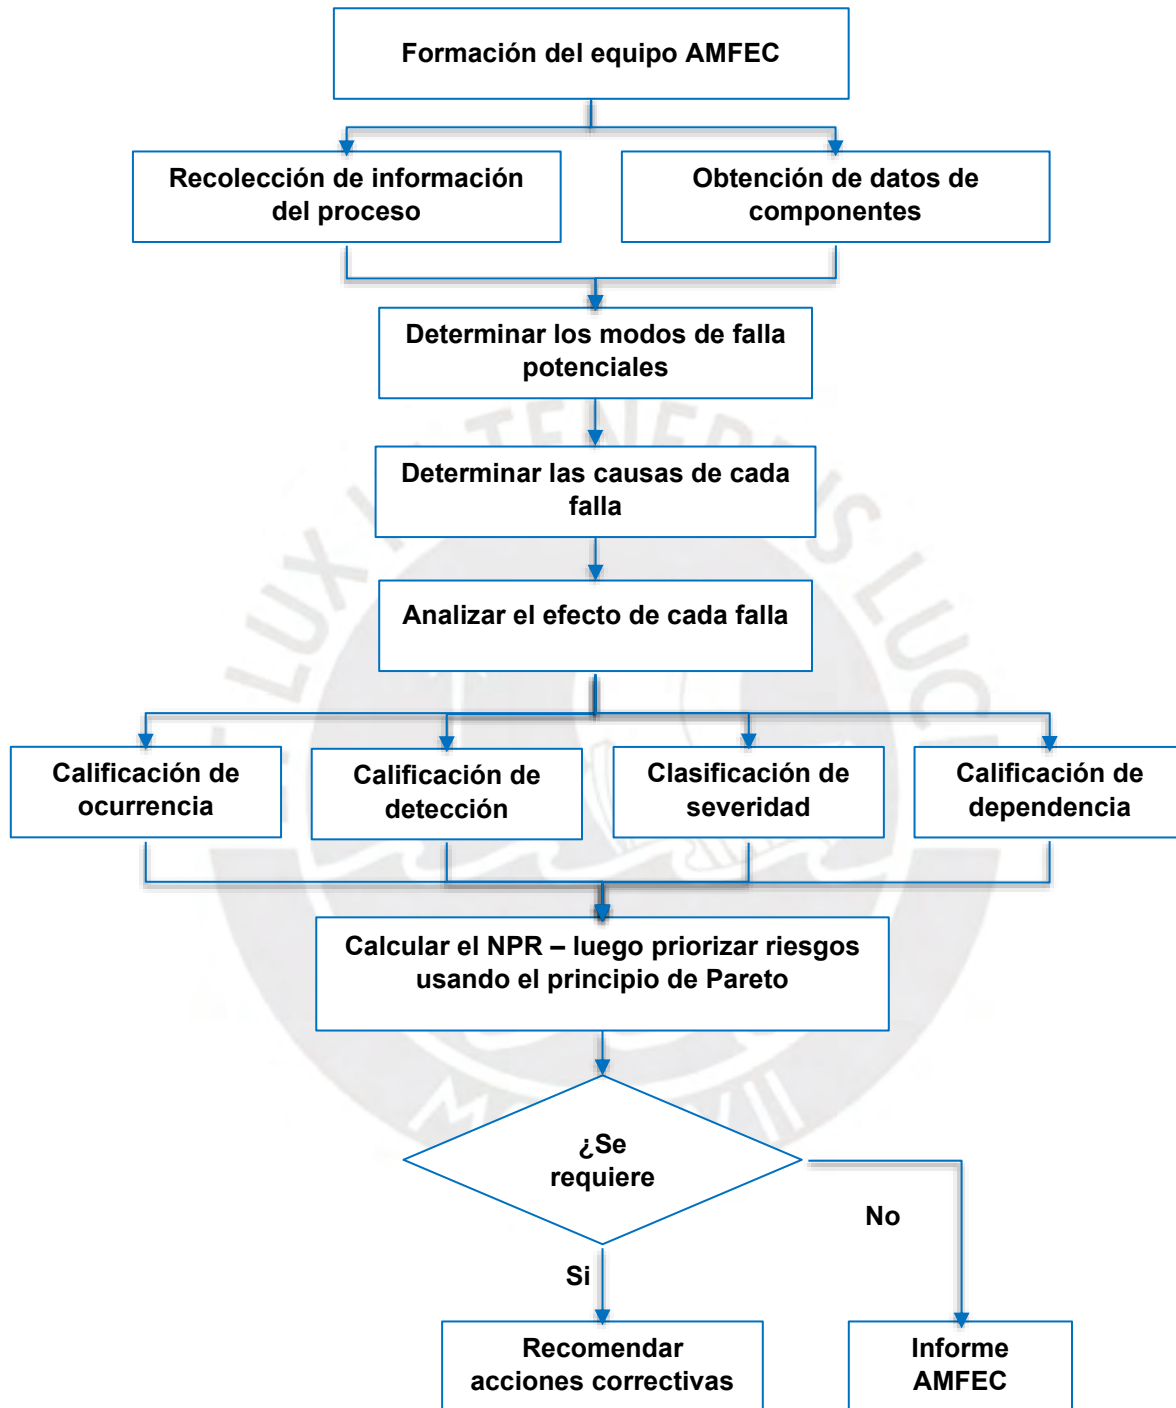 Formación del equipo AMFEC
Recolección de información
del proceso
Obtención de datos de
componentes
Determinar los modos de falla
potenciales
Determinar las causas de cada
falla
Analizar el efecto de cada falla
Calificación de
ocurrencia
Calificación de
detección
Clasificación de
severidad
Calificación de
dependencia
Calcular el NPR – luego priorizar riesgos
usando el principio de Pareto
¿Se
requiere
No
Si
Recomendar
acciones correctivas
Informe
AMFEC